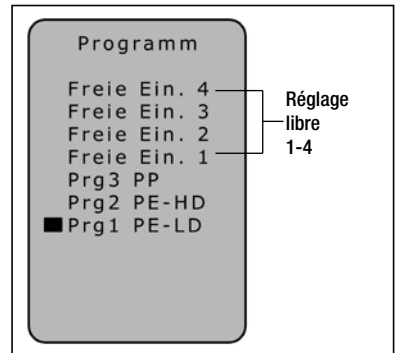 Programm
Freie Ein. 4
Freie Ein. 3
Freie Ein. 2
Freie Ein. 1
Prg3 PP
Prg2 PE-HD
Prg1 PE-LD
Réglage
libre
1-4